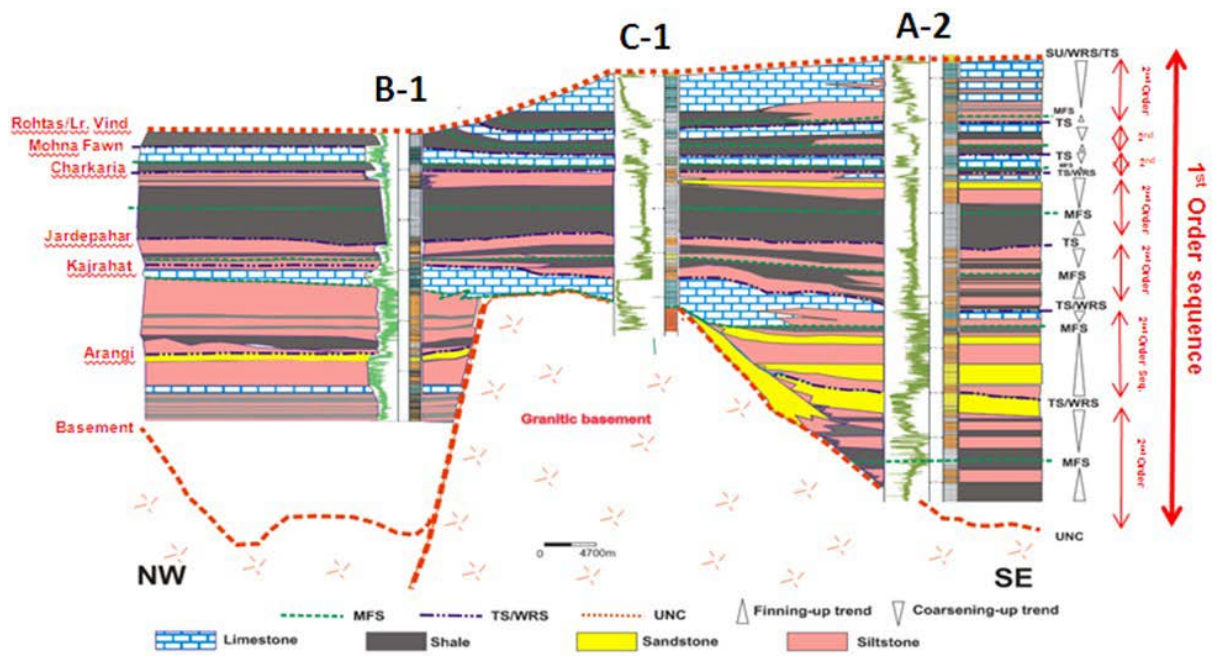 A-2
C-1
B-1
SU/WRS/TS
Rohtas/Lr. Vind
Mohna Fawn
Charkaria
Jardepahar
Kajrahat
Arangi
Basement
MFS
TS
TS
MFS
TS/WRS
MFS
TS
MFS
TS/WRS
MFS
TS/WRS
MFS
UNC
2nd Order
2nd
2nd
2nd Order
2nd Order
2nd Order Seq.
2nd Order
1st Order sequence
Granitic basement
0 4700m
NW
SE
MFS TS/WRS UNC Finning-up trend Coarsening-up trend
Limestone Shale Sandstone Siltstone